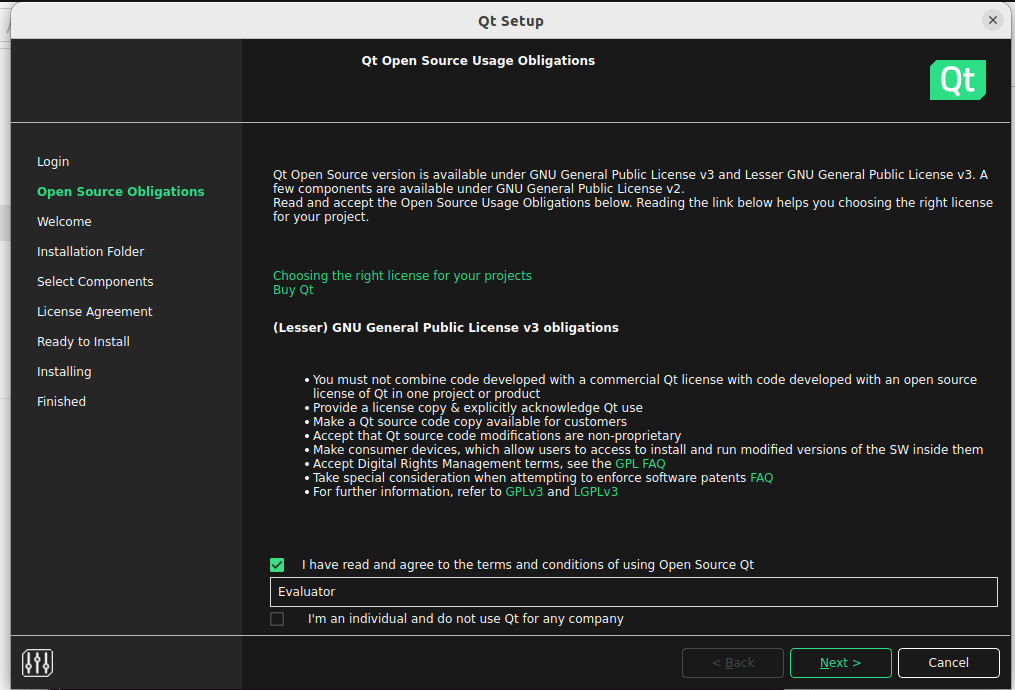 Qt Setup
Qt Open Source Usage Obligations
Qt
Login
Open Source Obligations
Welcome
Installation Folder
Select Components
License Agreement
Ready to Install
Installing
Finished
Qt Open Source version is available under GNU General Public License v3 and Lesser GNU General Public License v3. A
few components are available under GNU General Public License v2.
Read and accept the Open Source Usage Obligations below. Reading the link below helps you choosing the right license
for your project.
Choosing the right license for your projects
Buy Qt
(Lesser) GNU General Public License v3 obligations
• You must not combine code developed with a commercial Qt license with code developed with an open source
license of Qt in one project or product
• Provide a license copy & explicitly acknowledge Qt use
• Make a Qt source code copy available for customers
• Accept that Qt source code modifications are non-proprietary
• Make consumer devices, which allow users to access to install and run modified versions of the SW inside them
• Accept Digital Rights Management terms, see the GPL FAQ
• Take special consideration when attempting to enforce software patents FAQ
• For further information, refer to GPLv3 and LGPLv3
I have read and agree to the terms and conditions of using Open Source Qt
Evaluator
I'm an individual and do not use Qt for any company
< Back
Next >
Cancel